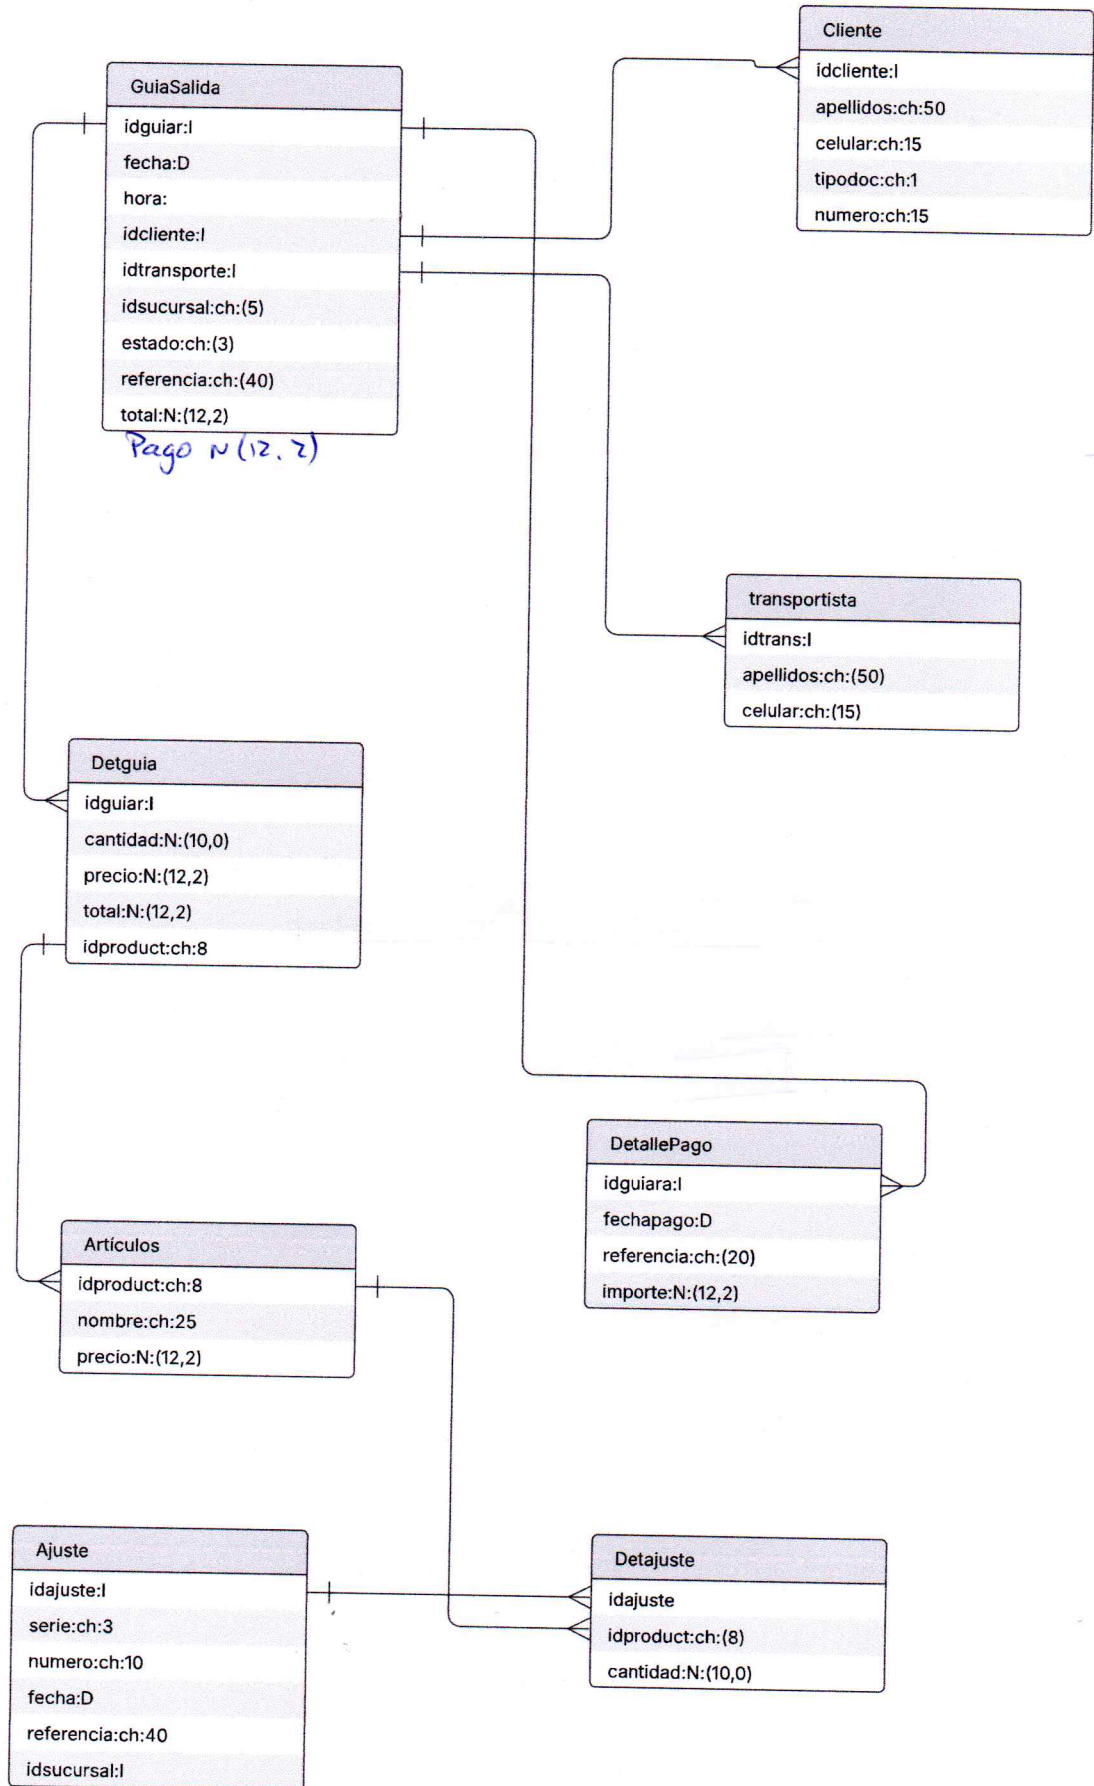 Cliente
idcliente:I
apellidos:ch:50
celular:ch:15
tipodoc:ch:1
numero:ch:15
GuiaSalida
idguiar:I
fecha:D
hora:
idcliente:I
idtransporte:I
idsucursal:ch:(5)
estado:ch:(3)
referencia:ch:(40)
total:N:(12,2)
Pago N(12.2)
transportista
idtrans:I
apellidos:ch:(50)
celular:ch:(15)
Detguia
idguiar:I
cantidad:N:(10,0)
precio:N:(12,2)
total:N:(12,2)
idproduct:ch:8
DetallePago
idguiara:I
fechapago:D
referencia:ch:(20)
importe:N:(12,2)
Artículos
idproduct:ch:8
nombre:ch:25
precio:N:(12,2)
Ajuste
idajuste:I
serie:ch:3
numero:ch:10
fecha:D
referencia:ch:40
idsucursal:I
Detajuste
idajuste
idproduct:ch:(8)
cantidad:N:(10,0)